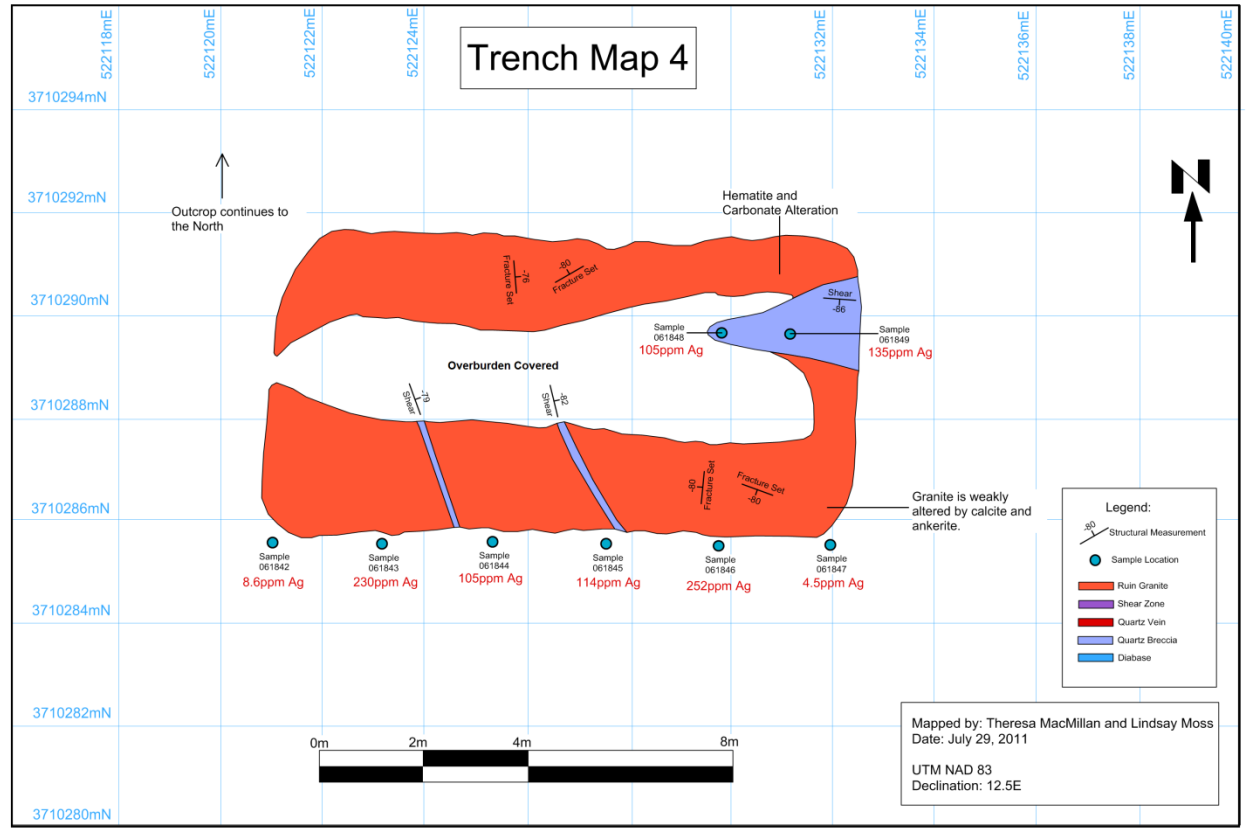 522118mE
522120mE
522122mE
522124mE
522132mE
522134mE
522136mE
522138mE
522140mE
Trench Map 4
3710294mN
3710292mN
3710290mN
3710288mN
3710286mN
3710284mN
3710282mN
3710280mN
Outcrop continues to
the North
Hematite and
Carbonate Alteration
N
-76
Fracture Set
-80
Fracture Set
Shear
-86
Sample
061848
105ppm Ag
Sample
061849
135ppm Ag
Overburden Covered
-79
Shear
-82
Shear
-80
Fracture Set
Fracture Set
-80
Granite is weakly
altered by calcite and
ankerite.
Sample
061842
8.6ppm Ag
Sample
061843
230ppm Ag
Sample
061844
105ppm Ag
Sample
061845
114ppm Ag
Sample
061846
252ppm Ag
Sample
061847
4.5ppm Ag
Legend:
-80
Structural Measurement
Sample Location
Ruin Granite
Shear Zone
Quartz Vein
Quartz Breccia
Diabase
0m
2m
4m
8m
Mapped by: Theresa MacMillan and Lindsay Moss
Date: July 29, 2011
UTM NAD 83
Declination: 12.5E